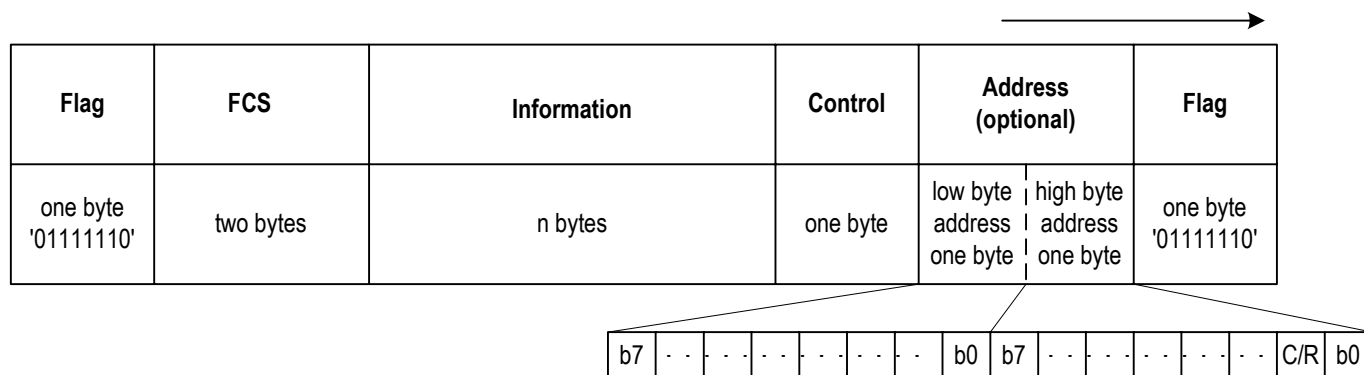 Flag FCS Information Control Address (optional) Flag
one byte '01111110'
two bytes
n bytes
one byte
low byte address one byte
high byte address one byte
one byte '01111110'
b7 b0 b7 C/R b0